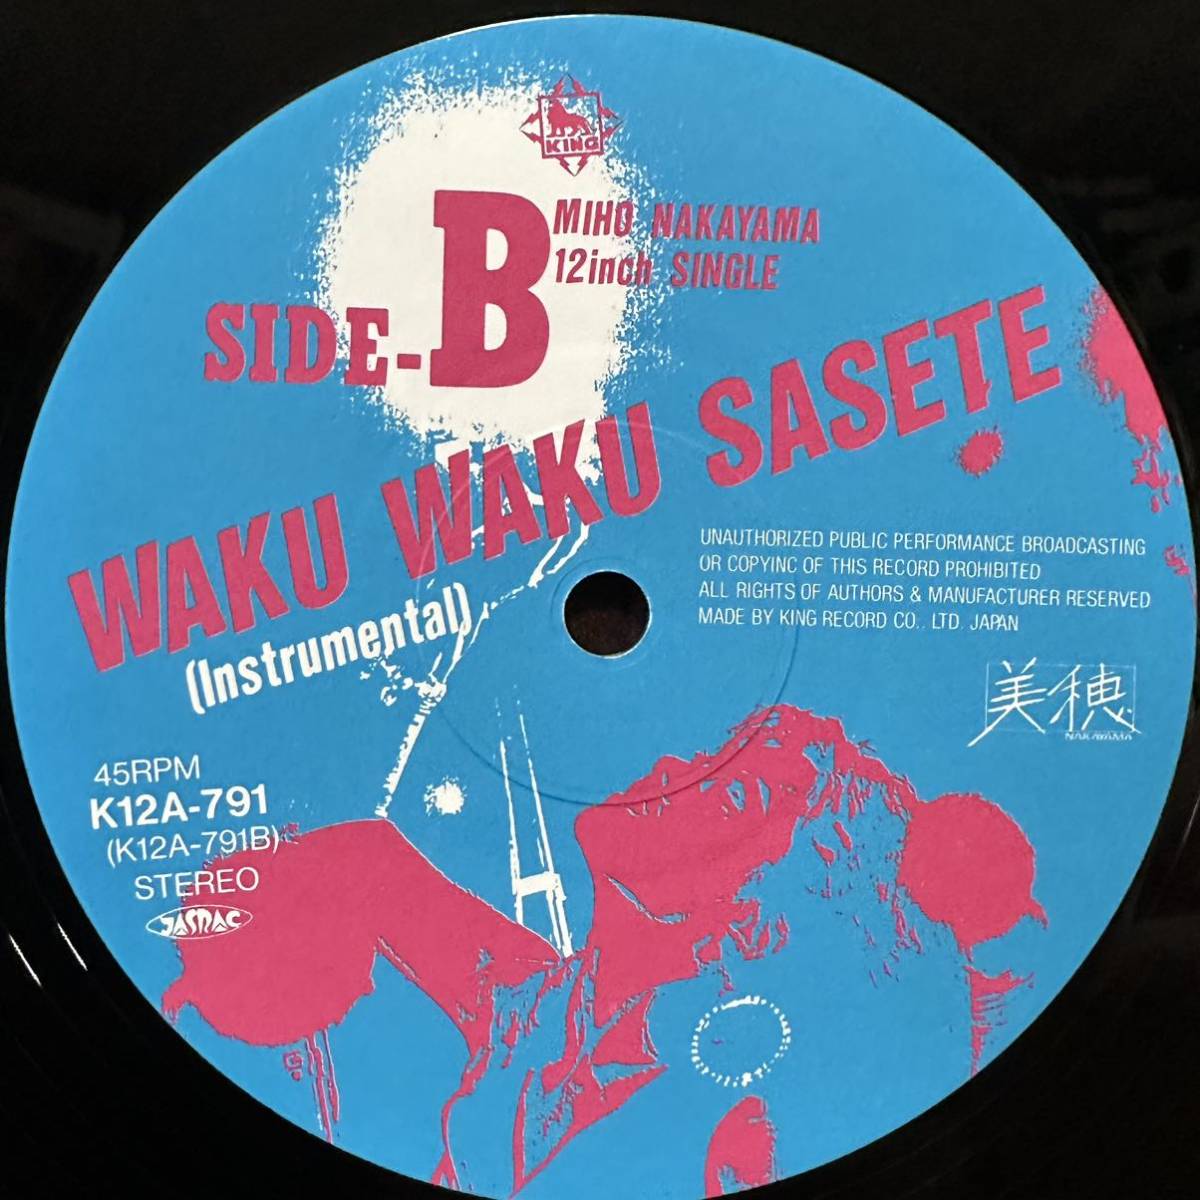 KING
MIHO NAKAYAMA
12inch SINGLE
SIDE-B
WAKU WAKU SASETE
(Instrumental)
UNAUTHORIZED PUBLIC PERFORMANCE BROADCASTING
OR COPYINC OF THIS RECORD PROHIBITED
ALL RIGHTS OF AUTHORS & MANUFACTURER RESERVED
MADE BY KING RECORD CO., LTD. JAPAN
美穂
NAKAYAMA
45RPM
K12A-791
(K12A-791B)
STEREO
JASRAC